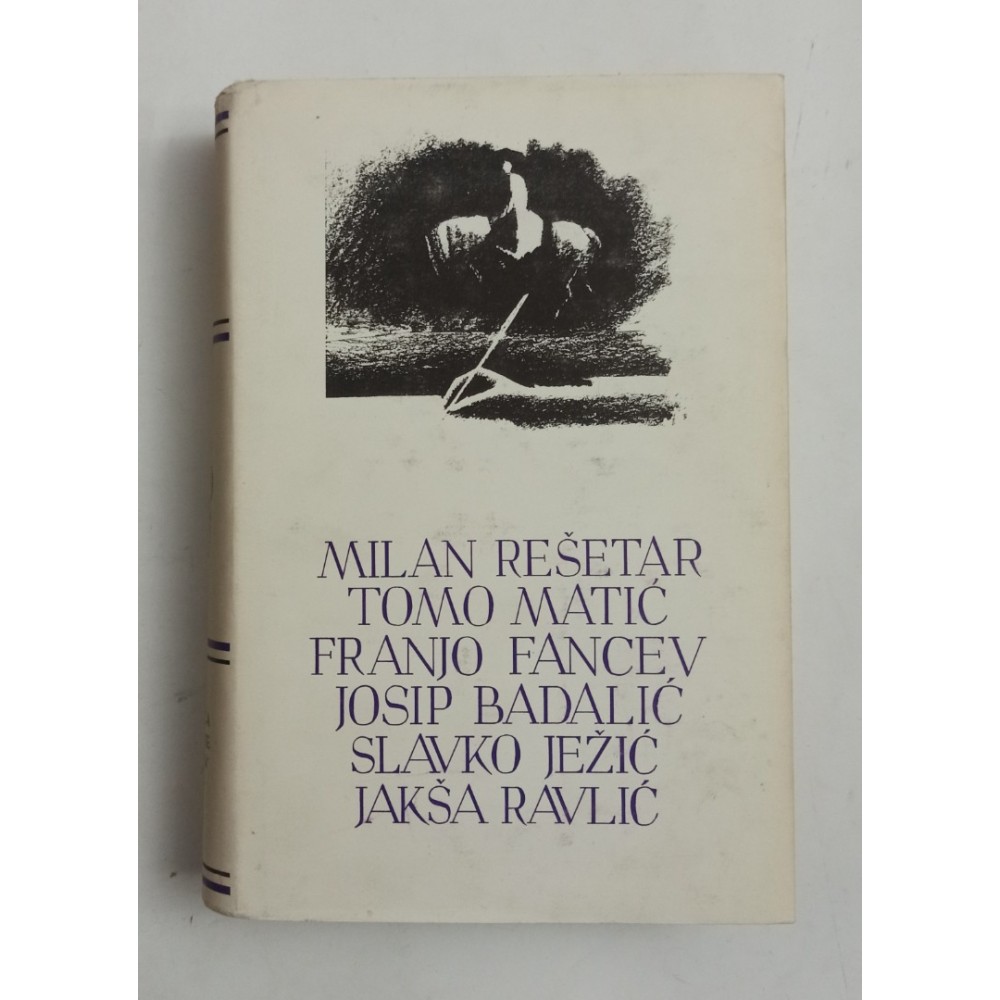 MILAN REŠETAR
TOMO MATIĆ
FRANJO FANCEV
JOSIP BADALIĆ
SLAVKO JEŽIĆ
JAKŠA RAVLIĆ